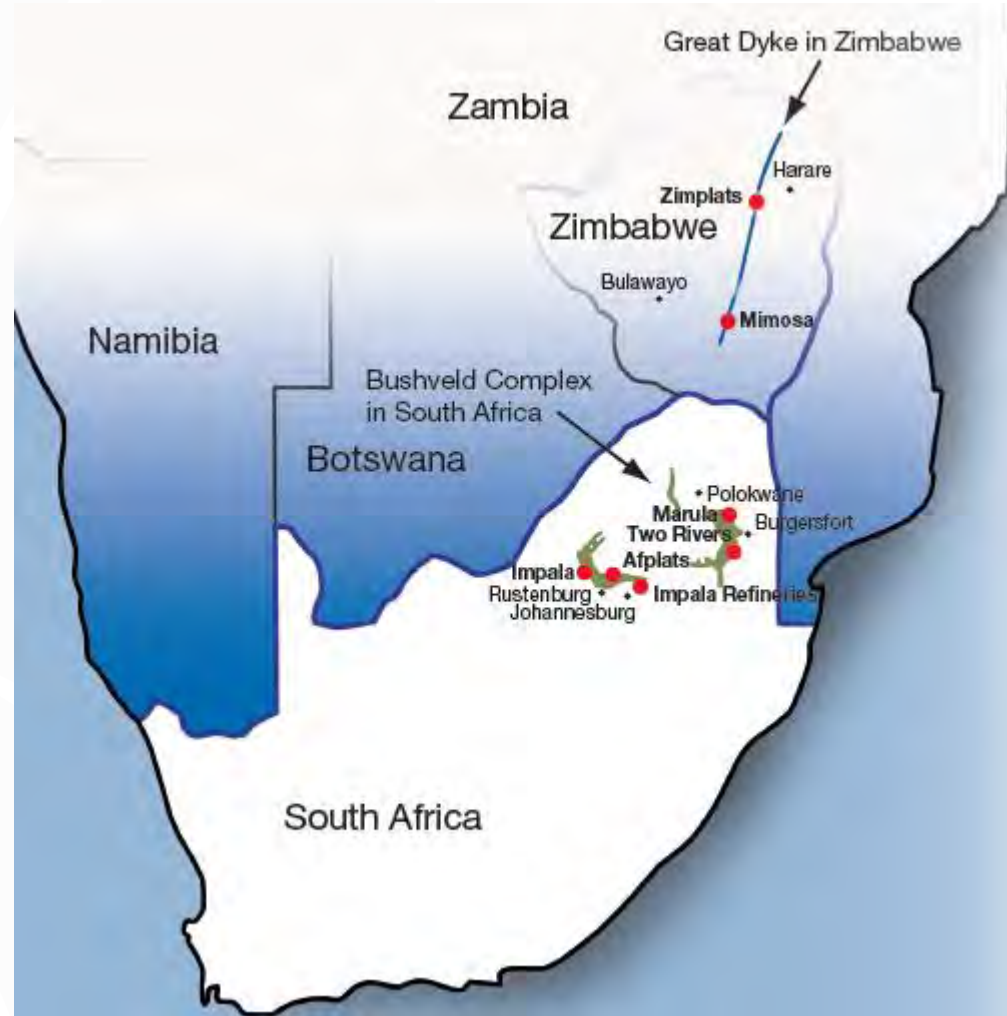 Great Dyke in Zimbabwe
Zambia
Harare
Zimplats
Zimbabwe
Bulawayo
Mimosa
Namibia
Bushveld Complex
in South Africa
Botswana
Polokwane
Marula
Burgersfort
Two Rivers
Afplats
Impala
Rustenburg
Impala Refineries
Johannesburg
South Africa